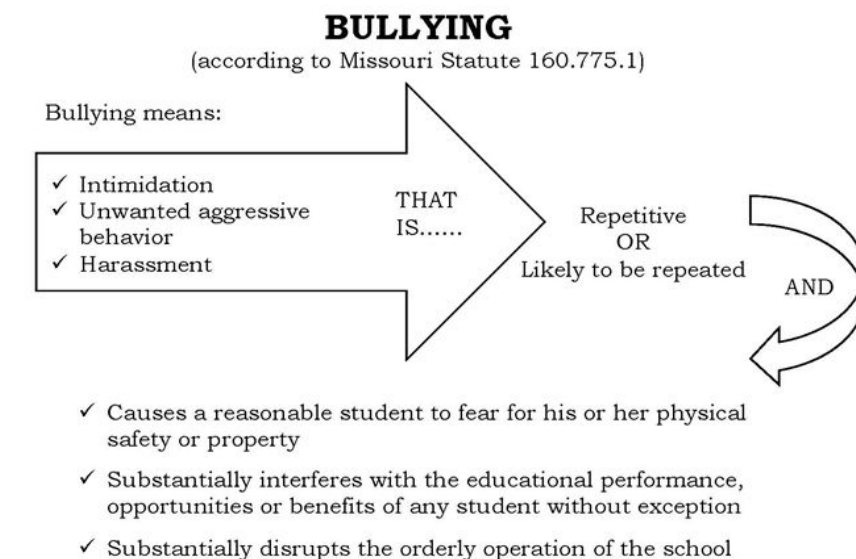 BULLYING
(according to Missouri Statute 160.775.1)
Bullying means:
✓ Intimidation
✓ Unwanted aggressive
behavior
✓ Harassment
THAT
IS......
Repetitive
OR
Likely to be repeated
AND
✓ Causes a reasonable student to fear for his or her physical
safety or property
✓ Substantially interferes with the educational performance,
opportunities or benefits of any student without exception
✓ Substantially disrupts the orderly operation of the school